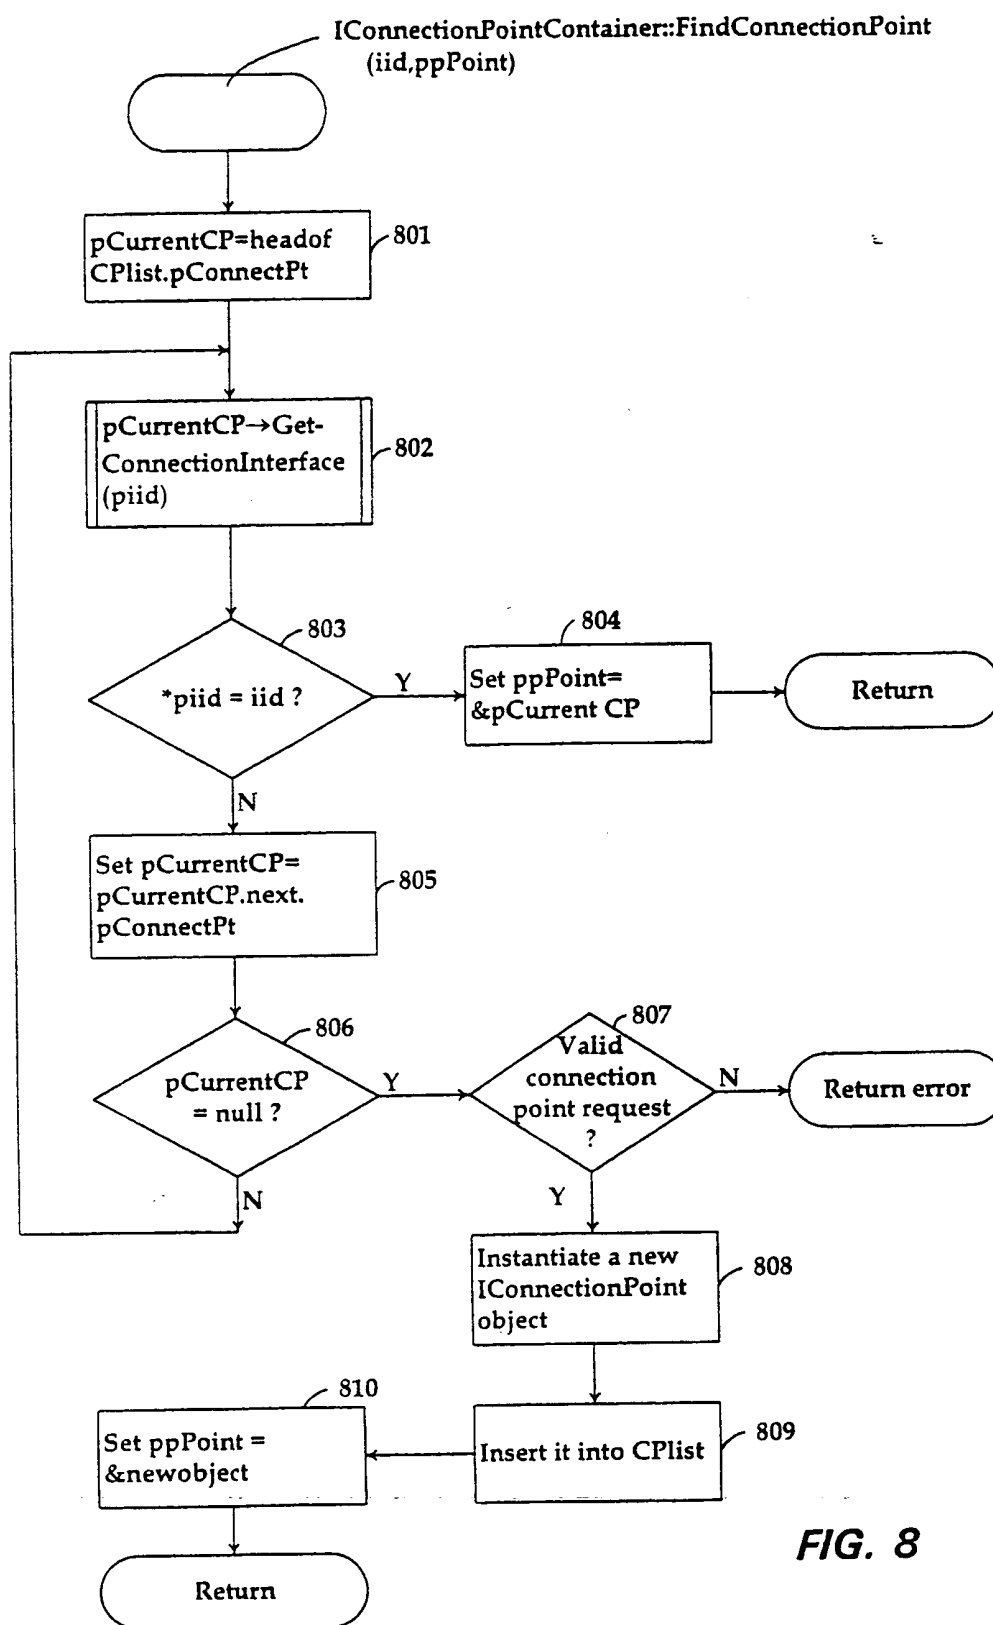 IConnectionPointContainer::FindConnectionPoint
(iid,ppPoint)
pCurrentCP=headof
CPlist.pConnectPt
801
pCurrentCP→Get-
ConnectionInterface
(piid)
802
*piid = iid ?
803
Y
804
Set ppPoint=
&pCurrent CP
Return
N
Set pCurrentCP=
pCurrentCP.next.
pConnectPt
805
pCurrentCP
= null ?
806
Y
807
Valid
connection
point request
?
N
Return error
N
Y
Instantiate a new
IConnectionPoint
object
808
Insert it into CPlist
809
810
Set ppPoint =
&newobject
Return
FIG. 8